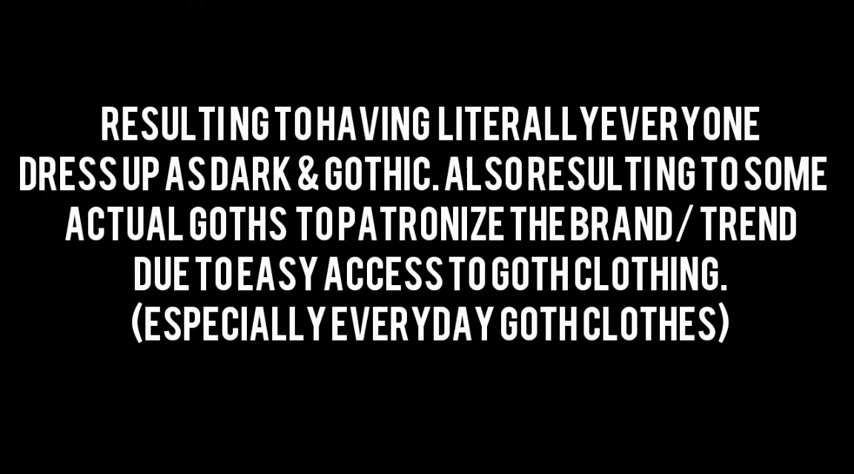 RESULTING TO HAVING LITERALLY EVERYONE
DRESS UP AS DARK & GOTHIC. ALSO RESULTING TO SOME
ACTUAL GOTHS TO PATRONIZE THE BRAND/ TREND
DUE TO EASY ACCESS TO GOTH CLOTHING.
(ESPECIALLY EVERYDAY GOTH CLOTHES)